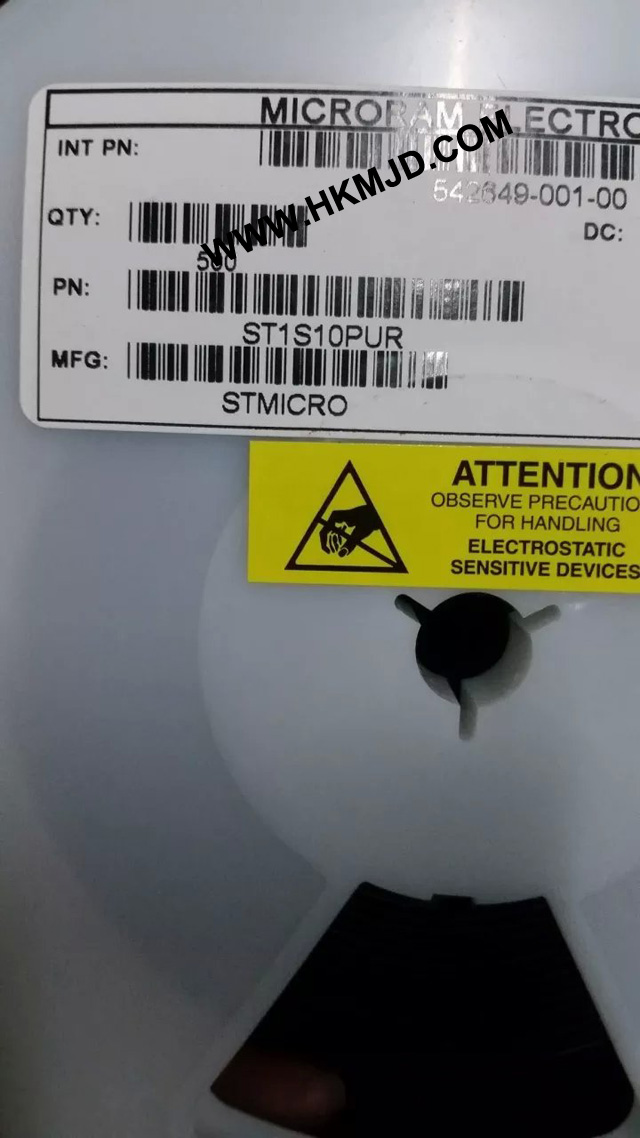 MICRORAM ELECTRO
INT PN:
542649-001-00
QTY:
500
DC:
PN:
ST1S10PUR
MFG:
STMICRO
WWW.HKMJD.COM
ATTENTION
OBSERVE PRECAUTIO
FOR HANDLING
ELECTROSTATIC
SENSITIVE DEVICES